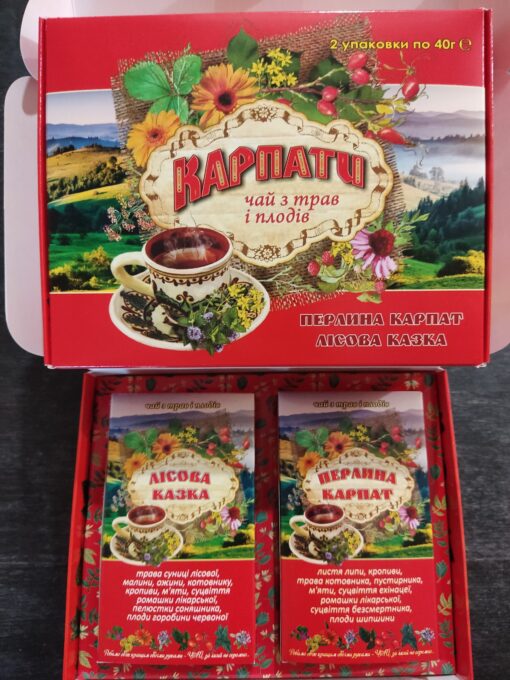 2 упаковки по 40г ℮
КАРПАТИ
чай з трав
і плодів
ПЕРЛИНА КАРПАТ
ЛІСОВА КАЗКА
чай з трав і плодів
ЛІСОВА
КАЗКА
трава суниці лісової,
малини, ожини, котовнику,
кропиви, м'яти, суцвіття
ромашки лікарської,
пелюстки соняшника,
плоди горобини червоної
чай з трав і плодів
ПЕРЛИНА
КАРПАТ
листя липи, кропиви,
трава котовника, пустирника,
м'яти, суцвіття ехінацеї,
ромашки лікарської,
суцвіття безсмертника,
плоди шипшини